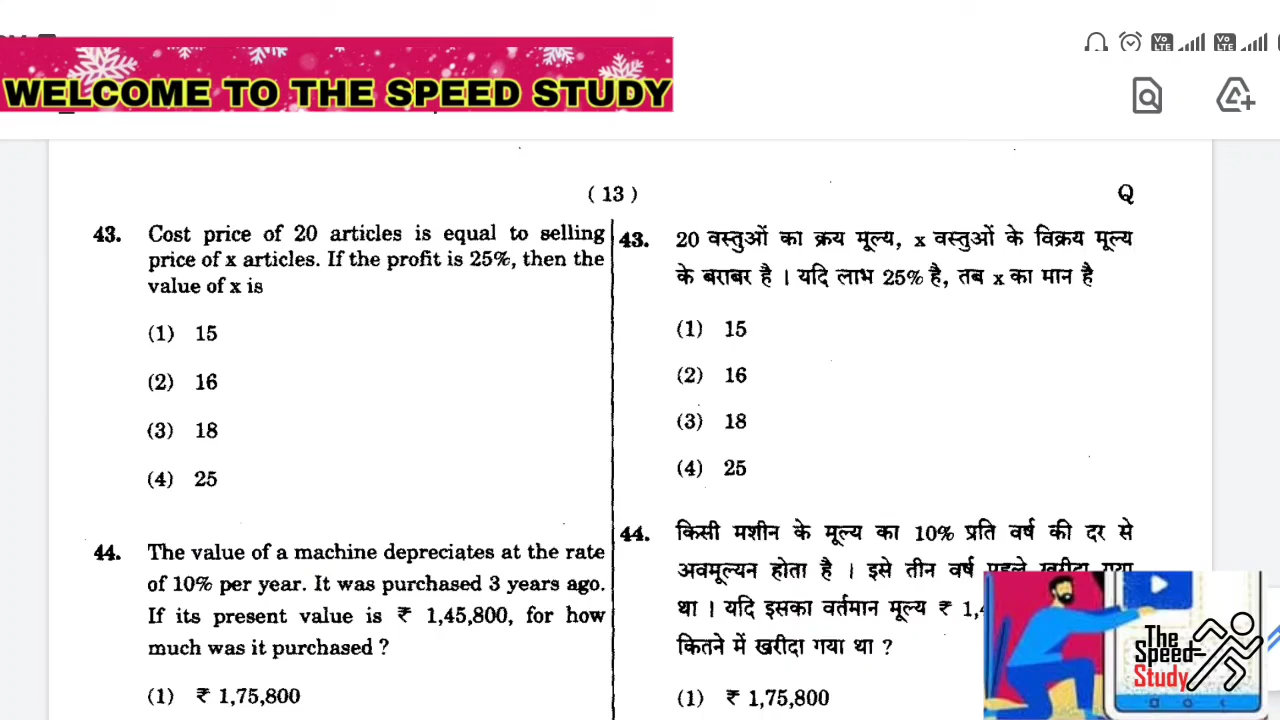 WELCOME TO THE SPEED STUDY
( 13 )
Q
43. Cost price of 20 articles is equal to selling
price of x articles. If the profit is 25%, then the
value of x is
(1) 15
(2) 16
(3) 18
(4) 25
44. The value of a machine depreciates at the rate
of 10% per year. It was purchased 3 years ago.
If its present value is ₹ 1,45,800, for how
much was it purchased ?
(1) ₹ 1,75,800
43. 20 वस्तुओं का क्रय मूल्य, x वस्तुओं के विक्रय मूल्य
के बराबर है । यदि लाभ 25% है, तब x का मान है
(1) 15
(2) 16
(3) 18
(4) 25
44. किसी मशीन के मूल्य का 10% प्रति वर्ष की दर से
अवमूल्यन होता है । इसे तीन वर्ष
था । यदि इसका वर्तमान मूल्य ₹
कितने में खरीदा गया था ?
(1) ₹ 1,75,800
Vo LTE
Vo LTE
The
Speed-
Study